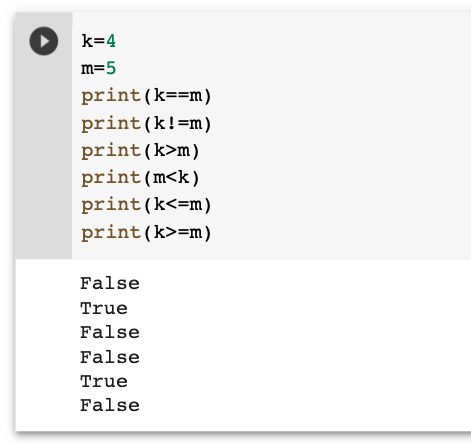 k=4
m=5
print(k==m)
print(k!=m)
print(k>m)
print(m<k)
print(k<=m)
print(k>=m)
False
True
False
False
True
False